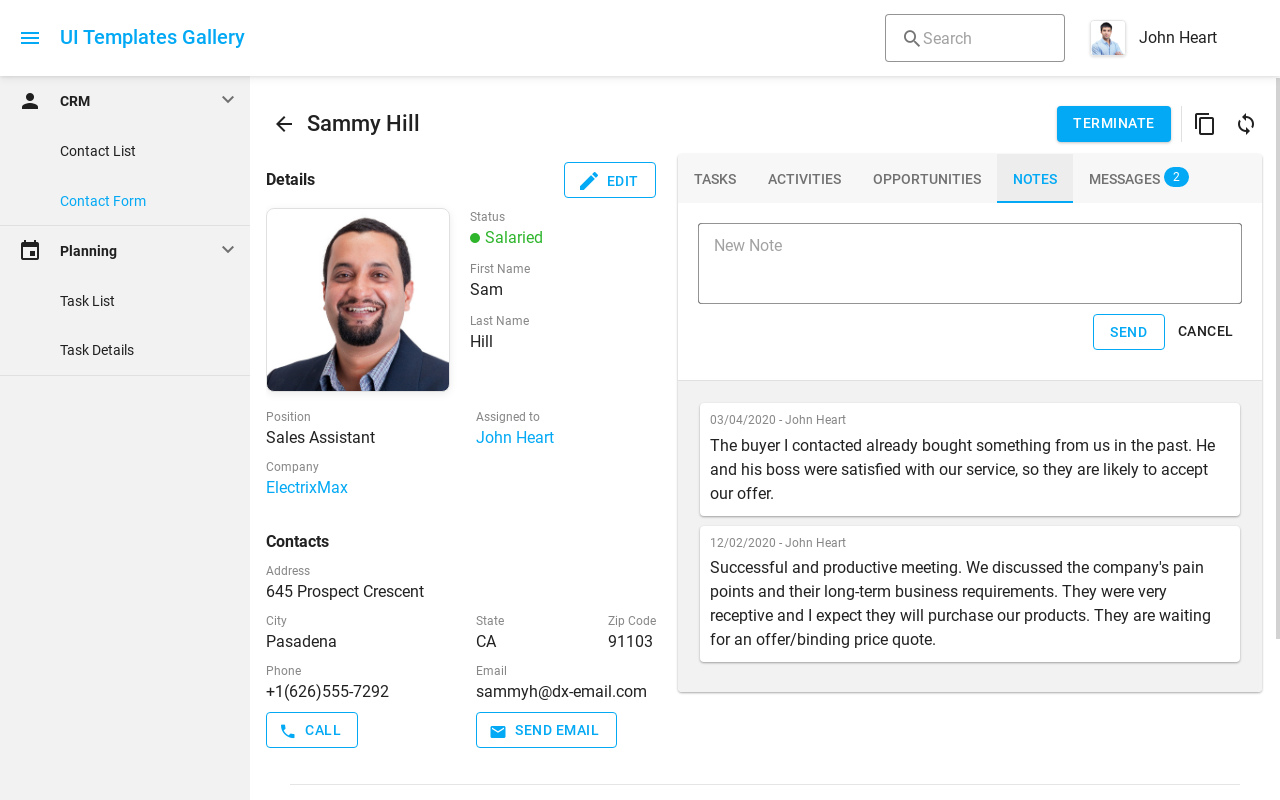 UI Templates Gallery
Search
John Heart
CRM
Contact List
Contact Form
Planning
Task List
Task Details
Sammy Hill
TERMINATE
Details
EDIT
Status
Salaried
First Name
Sam
Last Name
Hill
Position
Sales Assistant
Assigned to
John Heart
Company
ElectrixMax
Contacts
Address
645 Prospect Crescent
City
Pasadena
State
CA
Zip Code
91103
Phone
+1(626)555-7292
Email
sammyh@dx-email.com
CALL
SEND EMAIL
TASKS
ACTIVITIES
OPPORTUNITIES
NOTES
MESSAGES 2
New Note
SEND
CANCEL
03/04/2020 - John Heart
The buyer I contacted already bought something from us in the past. He
and his boss were satisfied with our service, so they are likely to accept
our offer.
12/02/2020 - John Heart
Successful and productive meeting. We discussed the company's pain
points and their long-term business requirements. They were very
receptive and I expect they will purchase our products. They are waiting
for an offer/binding price quote.